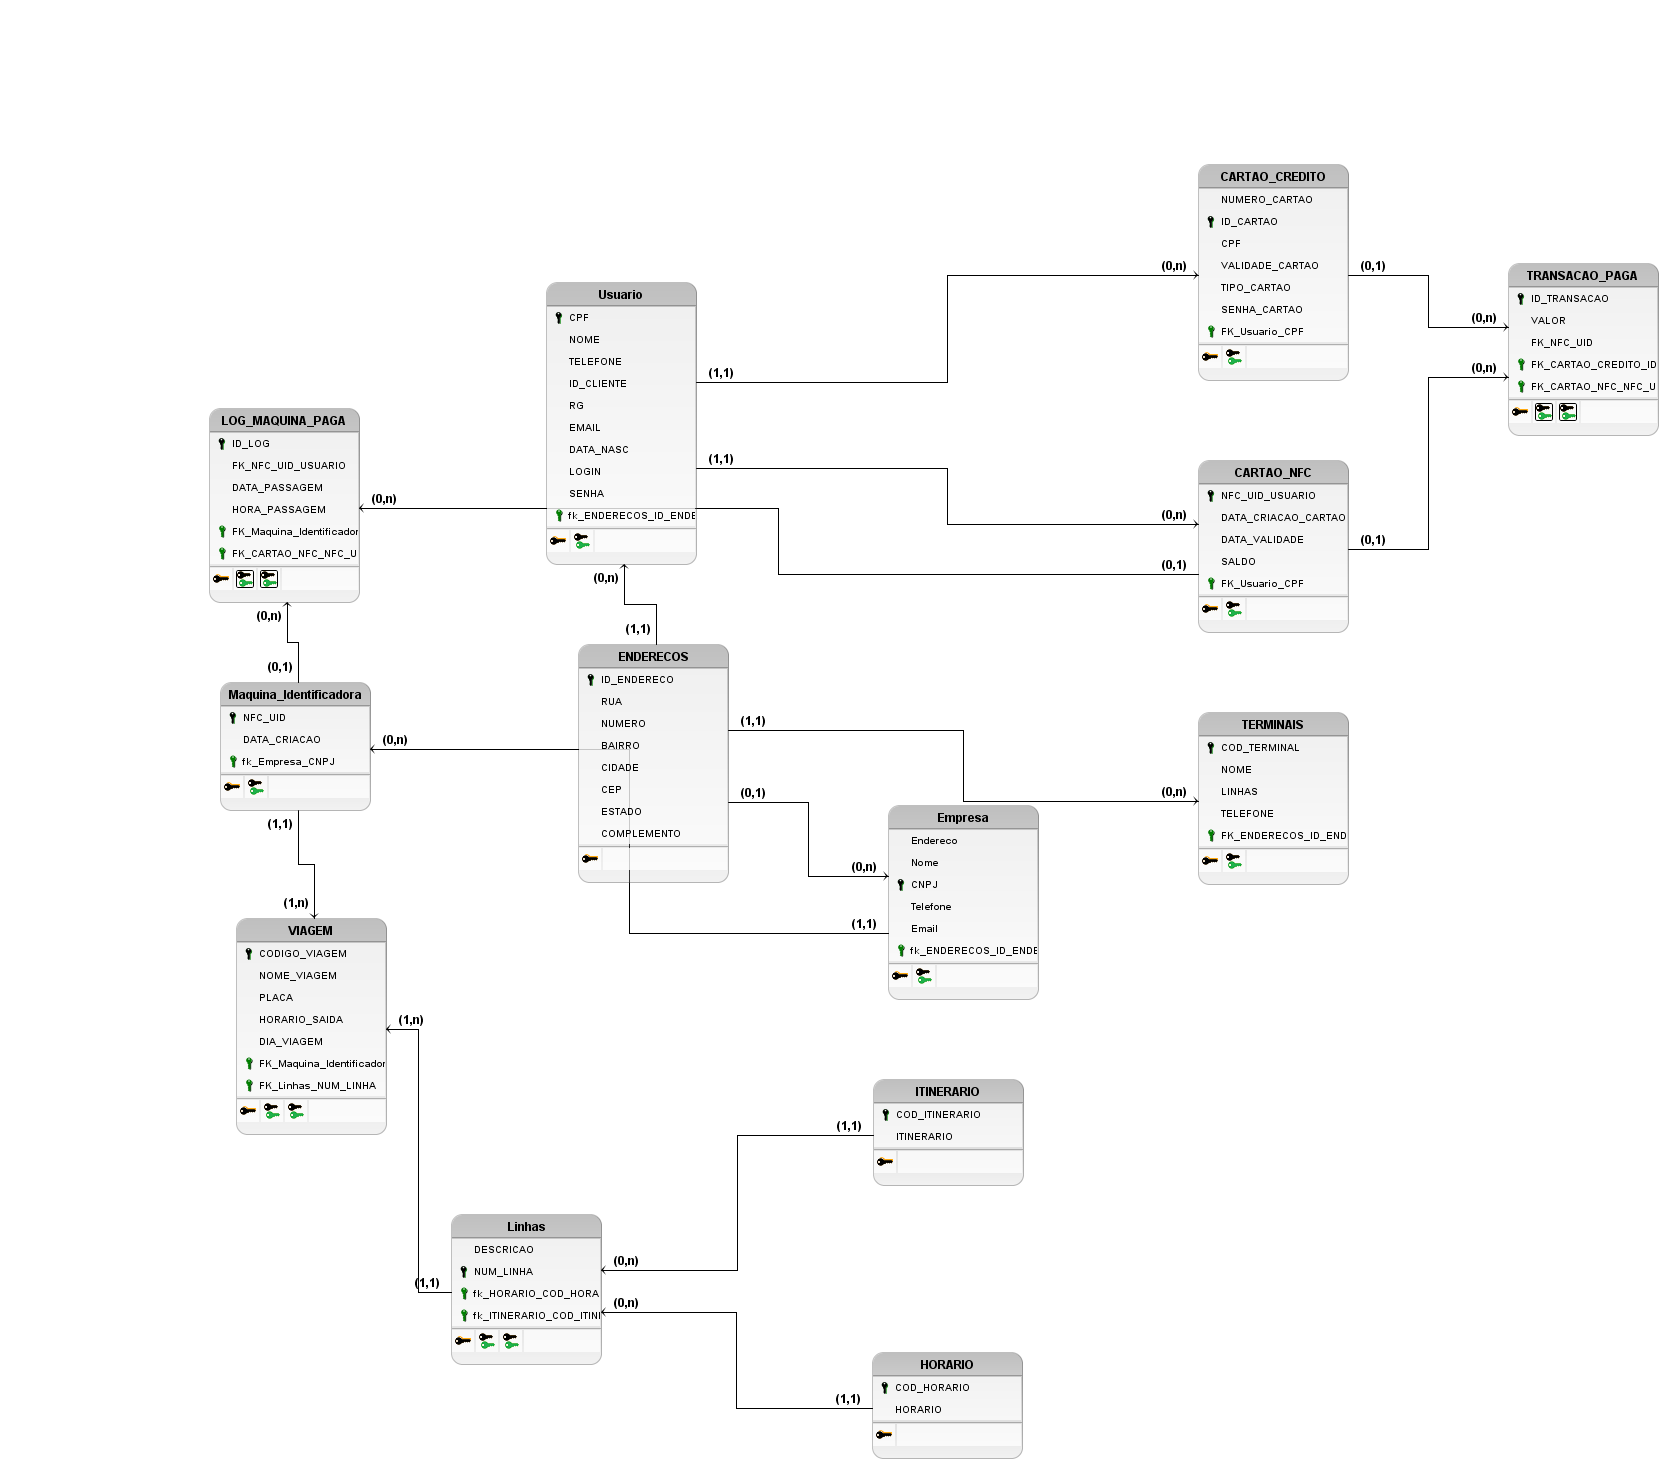 CARTAO_CREDITO
NUMERO_CARTAO
ID_CARTAO
CPF
VALIDADE_CARTAO
TIPO_CARTAO
SENHA_CARTAO
FK_Usuario_CPF
(0,n)
(0,1)
TRANSACAO_PAGA
ID_TRANSACAO
VALOR
FK_NFC_UID
FK_CARTAO_CREDITO_ID
FK_CARTAO_NFC_NFC_U
(0,n)
(0,n)
Usuario
CPF
NOME
TELEFONE
ID_CLIENTE
RG
EMAIL
DATA_NASC
LOGIN
SENHA
fk_ENDERECOS_ID_ENDE
(1,1)
(1,1)
(0,n)
LOG_MAQUINA_PAGA
ID_LOG
FK_NFC_UID_USUARIO
DATA_PASSAGEM
HORA_PASSAGEM
FK_Maquina_Identificador
FK_CARTAO_NFC_NFC_U
(0,n)
(0,n)
CARTAO_NFC
NFC_UID_USUARIO
DATA_CRIACAO_CARTAO
DATA_VALIDADE
SALDO
FK_Usuario_CPF
(0,n)
(0,1)
(0,1)
(0,1)
Maquina_Identificadora
NFC_UID
DATA_CRIACAO
fk_Empresa_CNPJ
(0,n)
(1,1)
(1,1)
ENDERECOS
ID_ENDERECO
RUA
NUMERO
BAIRRO
CIDADE
CEP
ESTADO
COMPLEMENTO
(1,1)
(0,1)
TERMINAIS
COD_TERMINAL
NOME
LINHAS
TELEFONE
FK_ENDERECOS_ID_END
(0,n)
Empresa
Endereco
Nome
CNPJ
Telefone
Email
fk_ENDERECOS_ID_ENDE
(0,n)
(1,1)
(1,n)
VIAGEM
CODIGO_VIAGEM
NOME_VIAGEM
PLACA
HORARIO_SAIDA
DIA_VIAGEM
FK_Maquina_Identificador
FK_Linhas_NUM_LINHA
(1,n)
ITINERARIO
COD_ITINERARIO
ITINERARIO
(1,1)
Linhas
DESCRICAO
NUM_LINHA
fk_HORARIO_COD_HORA
fk_ITINERARIO_COD_ITINI
(1,1)
(0,n)
(0,n)
HORARIO
COD_HORARIO
HORARIO
(1,1)